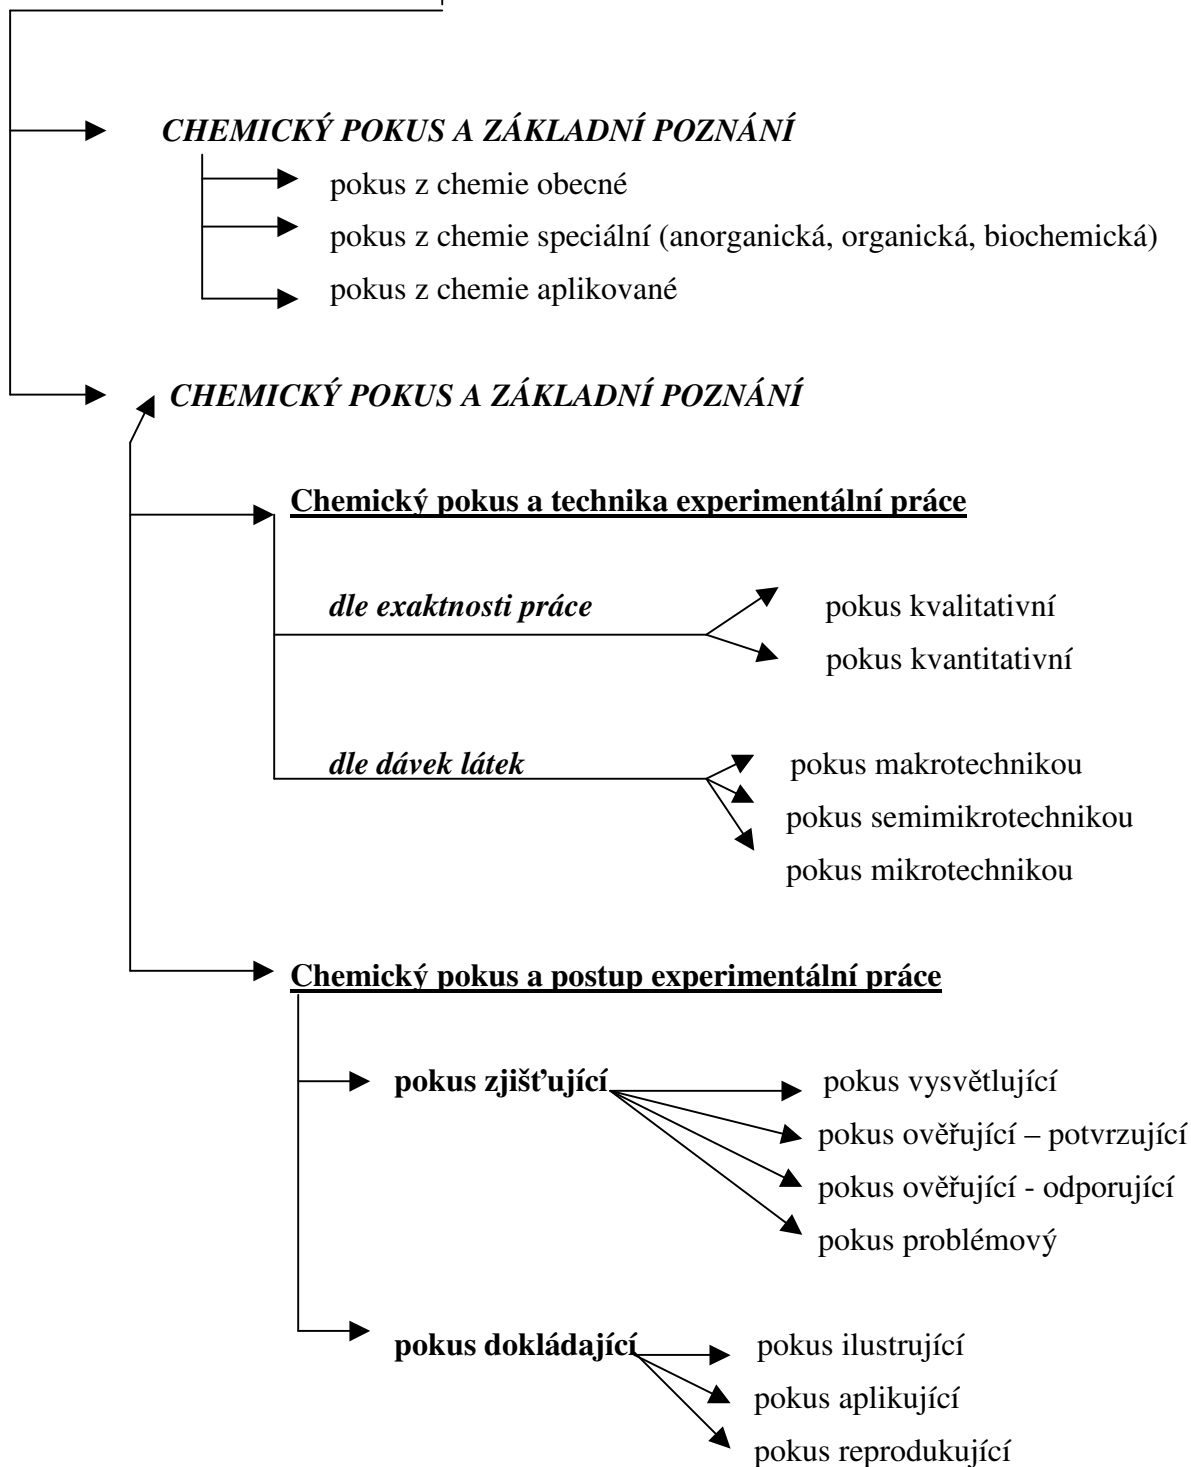 CHEMICKÝ POKUS A ZÁKLADNÍ POZNÁNÍ
pokus z chemie obecné
pokus z chemie speciální (anorganická, organická, biochemická)
pokus z chemie aplikované
CHEMICKÝ POKUS A ZÁKLADNÍ POZNÁNÍ
Chemický pokus a technika experimentální práce
dle exaktnosti práce
pokus kvalitativní
pokus kvantitativní
dle dávek látek
pokus makrotechnikou
pokus semimikrotechnikou
pokus mikrotechnikou
Chemický pokus a postup experimentální práce
pokus zjišťující
pokus vysvětlující
pokus ověřující – potvrzující
pokus ověřující - odporující
pokus problémový
pokus dokládající
pokus ilustrující
pokus aplikující
pokus reprodukující